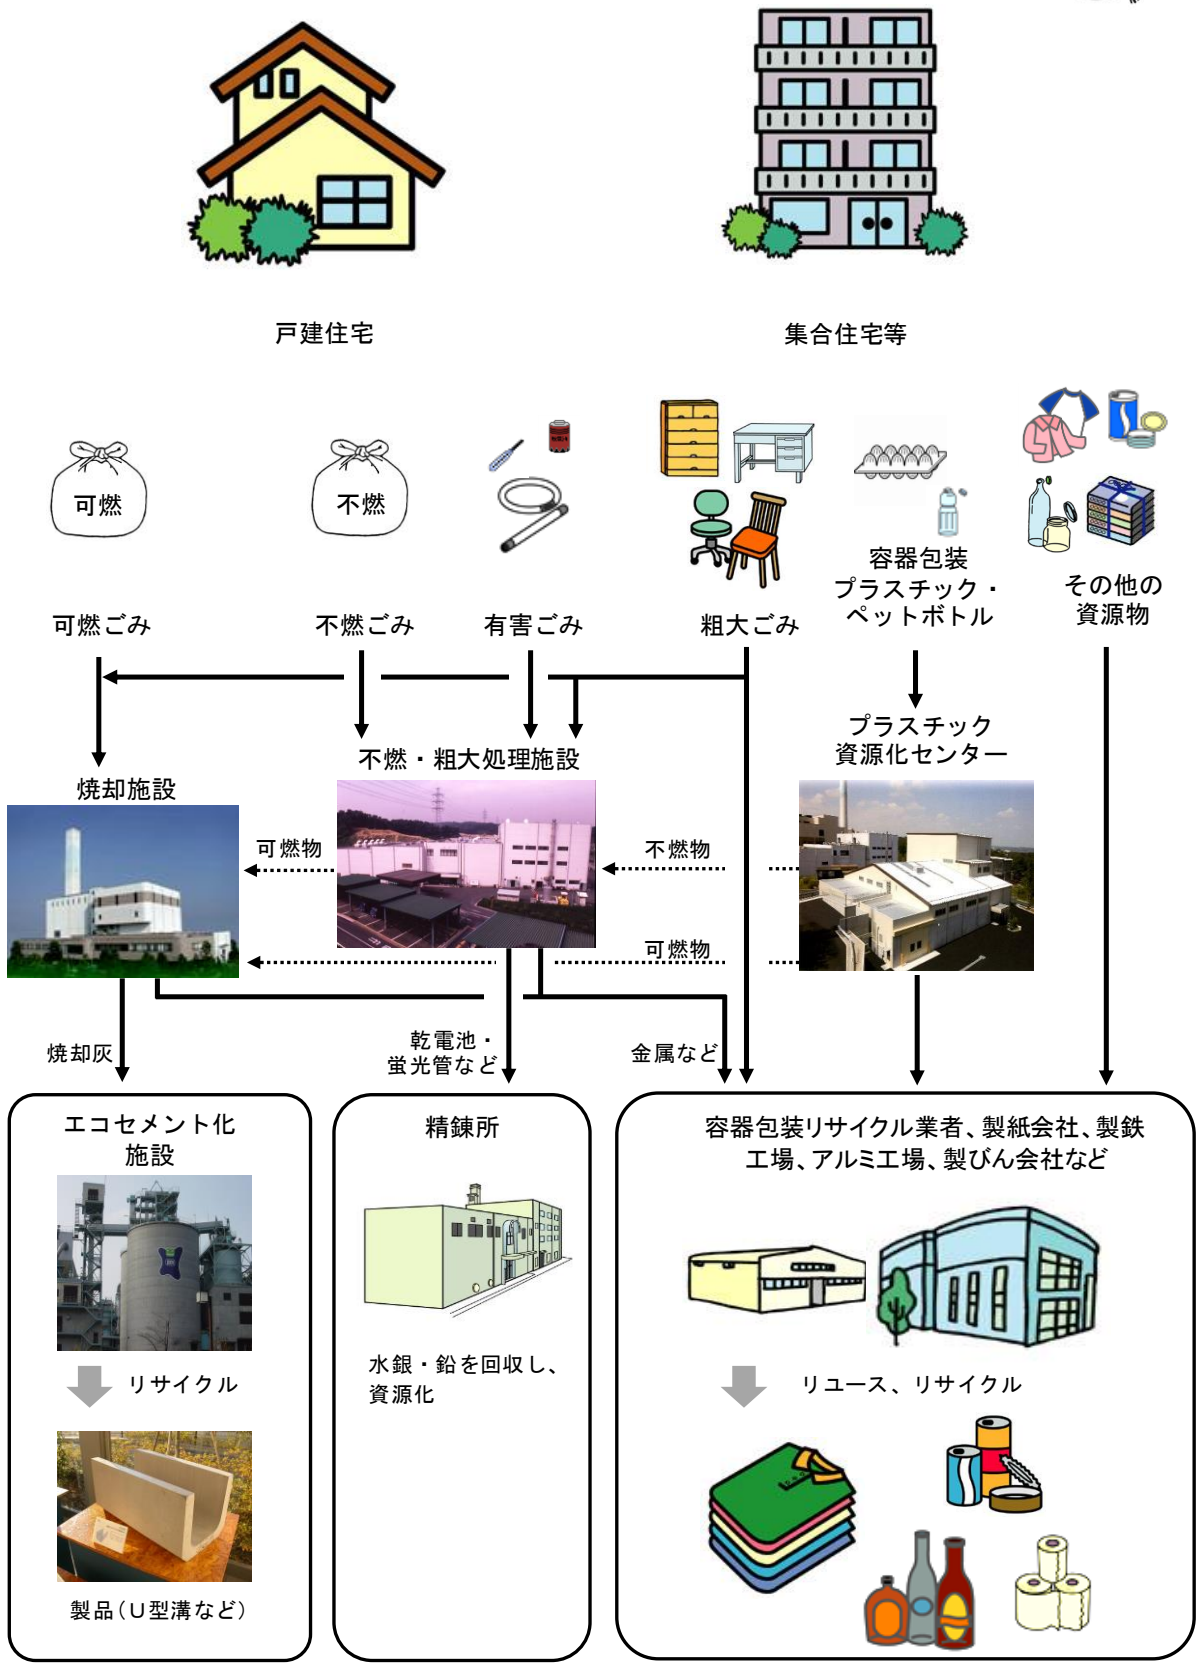 戸建住宅
集合住宅等
可燃
不燃
可燃ごみ
不燃ごみ
有害ごみ
粗大ごみ
容器包装
プラスチック・
ペットボトル
その他の
資源物
焼却施設
不燃・粗大処理施設
プラスチック
資源化センター
可燃物
不燃物
可燃物
焼却灰
乾電池・
蛍光管など
金属など
エコセメント化
施設
リサイクル
製品(U型溝など)
精錬所
水銀・鉛を回収し、
資源化
容器包装リサイクル業者、製紙会社、製鉄
工場、アルミ工場、製びん会社など
リユース、リサイクル